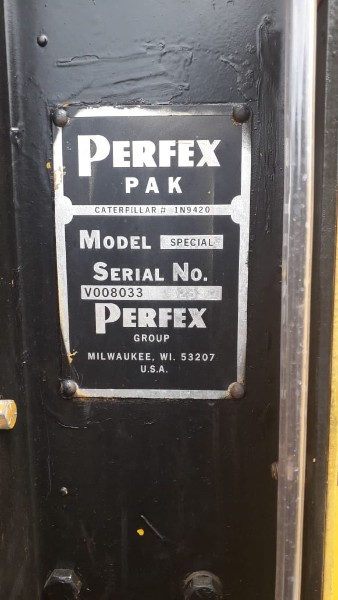 PERFEX
PAK
CATERPILLAR # 1N9420
MODEL SPECIAL
SERIAL NO.
V008033
PERFEX
GROUP
MILWAUKEE, WI. 53207
U.S.A.